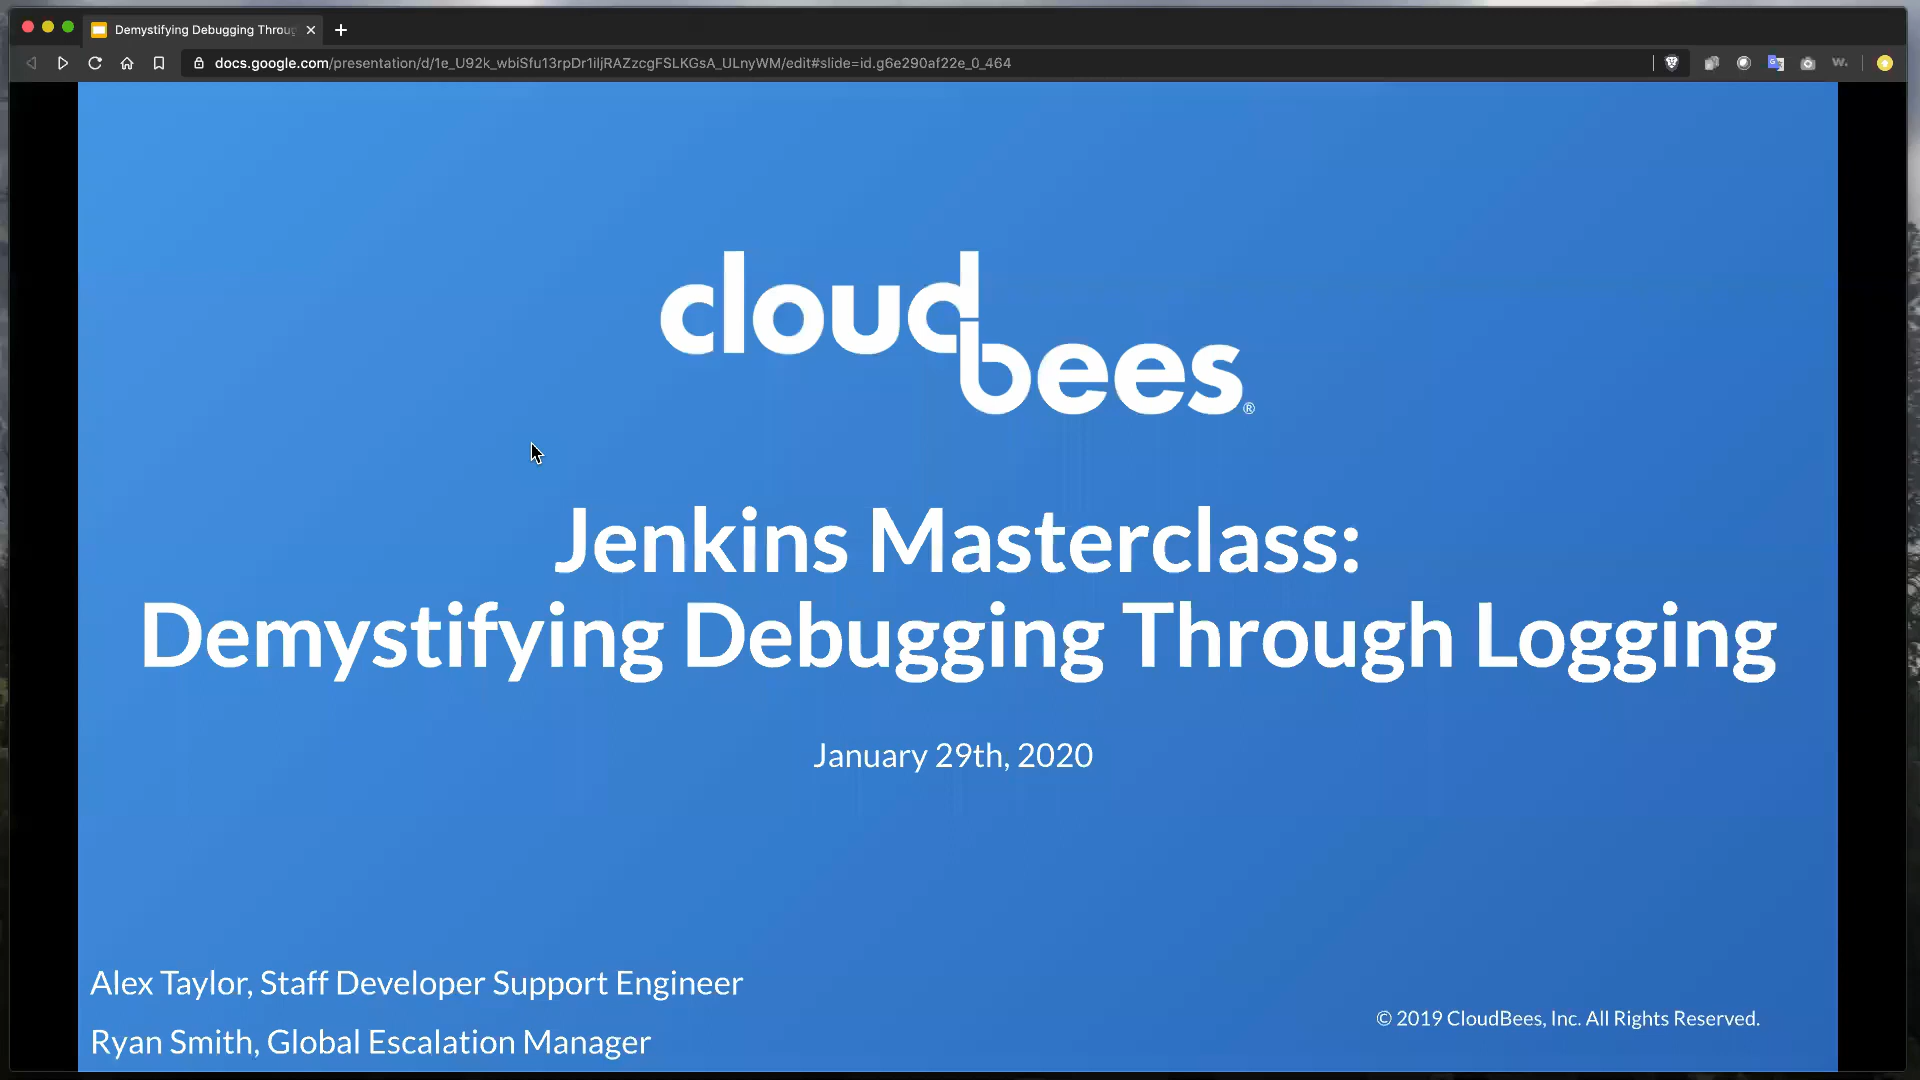 Demystifying Debugging Throu
docs.google.com/presentation/d/1e_U92k_wbiSfu13rpDr1iljRAZzcgFSLKGsA_ULnyWM/edit#slide=id.g6e290af22e_0_464
cloud
bees®
Jenkins Masterclass:
Demystifying Debugging Through Logging
January 29th, 2020
Alex Taylor, Staff Developer Support Engineer
Ryan Smith, Global Escalation Manager
© 2019 CloudBees, Inc. All Rights Reserved.